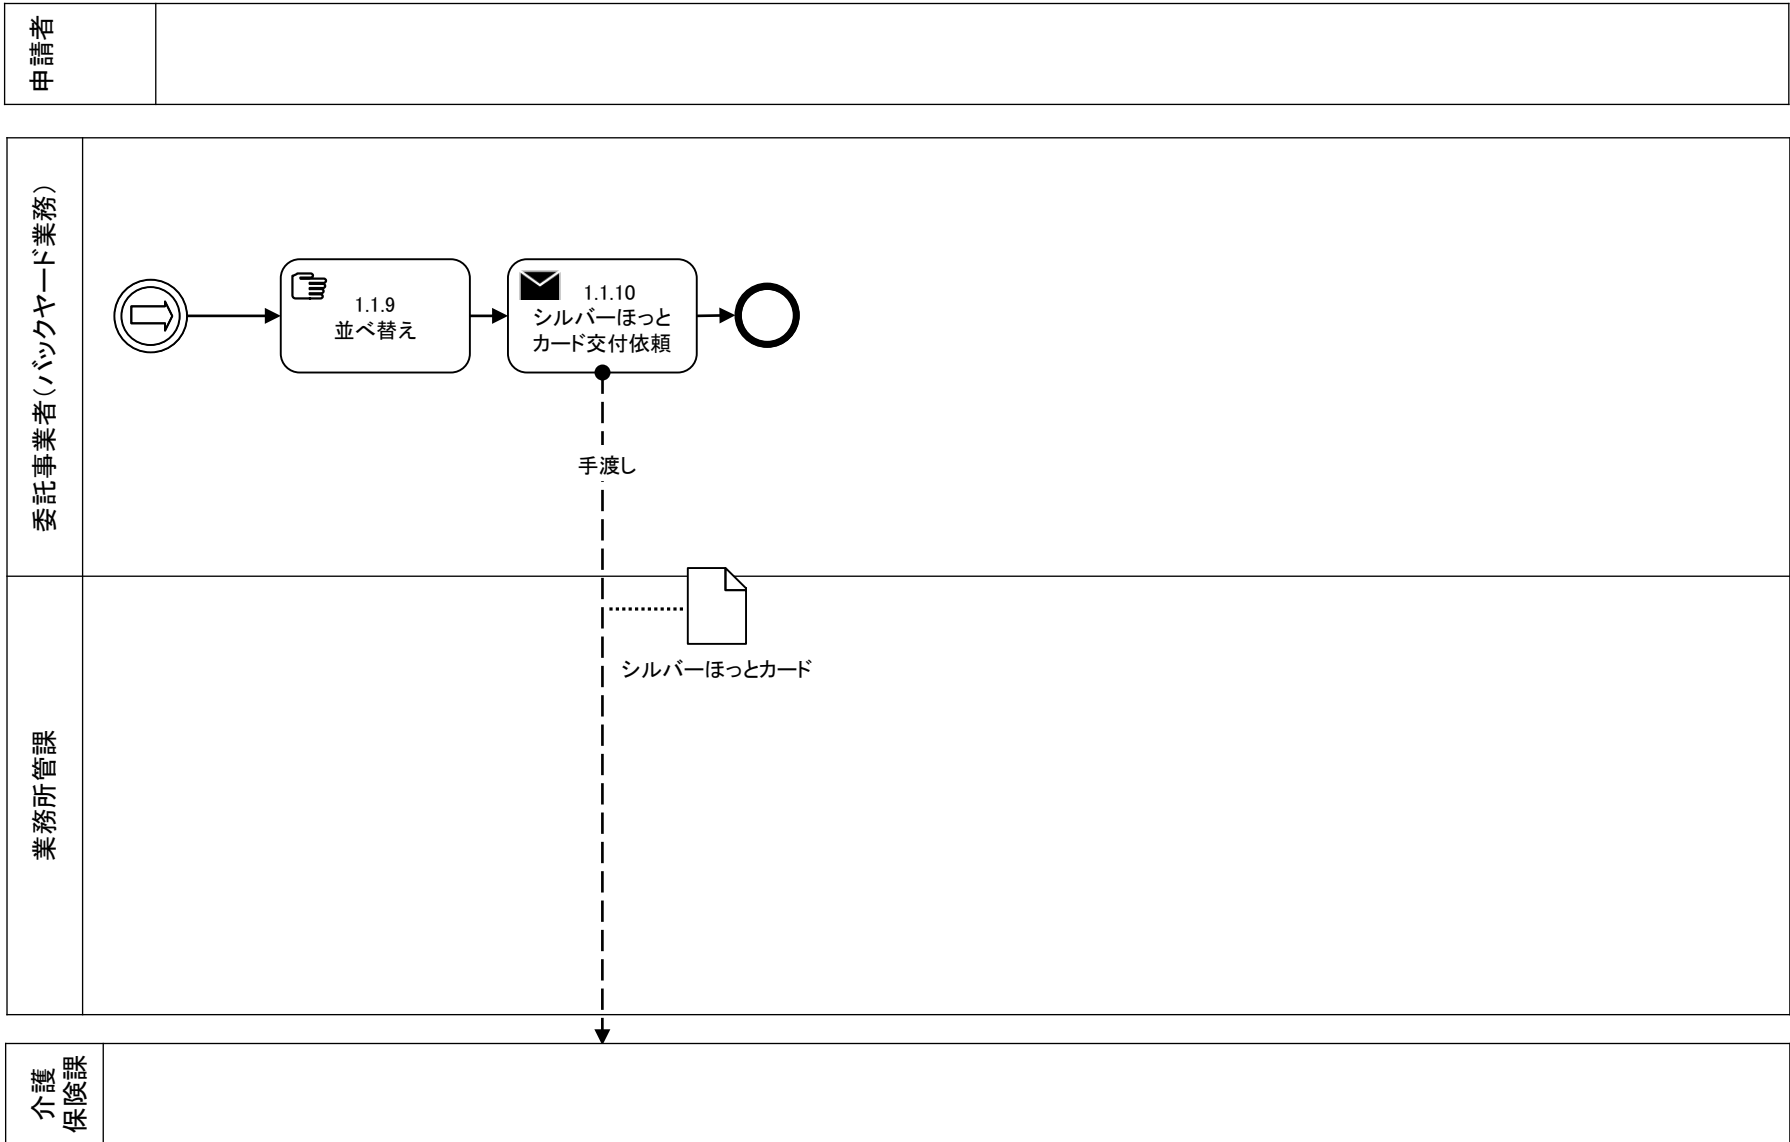 申請者
委託事業者(バックヤード業務)
1.1.9
並べ替え
1.1.10
シルバーほっと
カード交付依頼
手渡し
シルバーほっとカード
業務所管課
介護
保険課